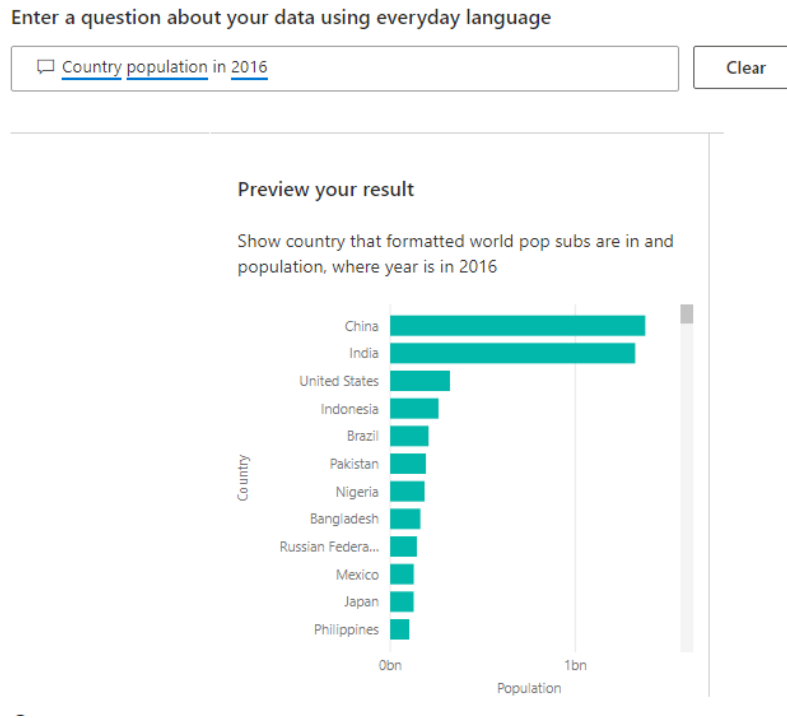 Enter a question about your data using everyday language
Country population in 2016
Clear
Preview your result
Show country that formatted world pop subs are in and
population, where year is in 2016
China
India
United States
Indonesia
Brazil
Pakistan
Nigeria
Bangladesh
Russian Federa...
Mexico
Japan
Philippines
Country
0bn
1bn
Population